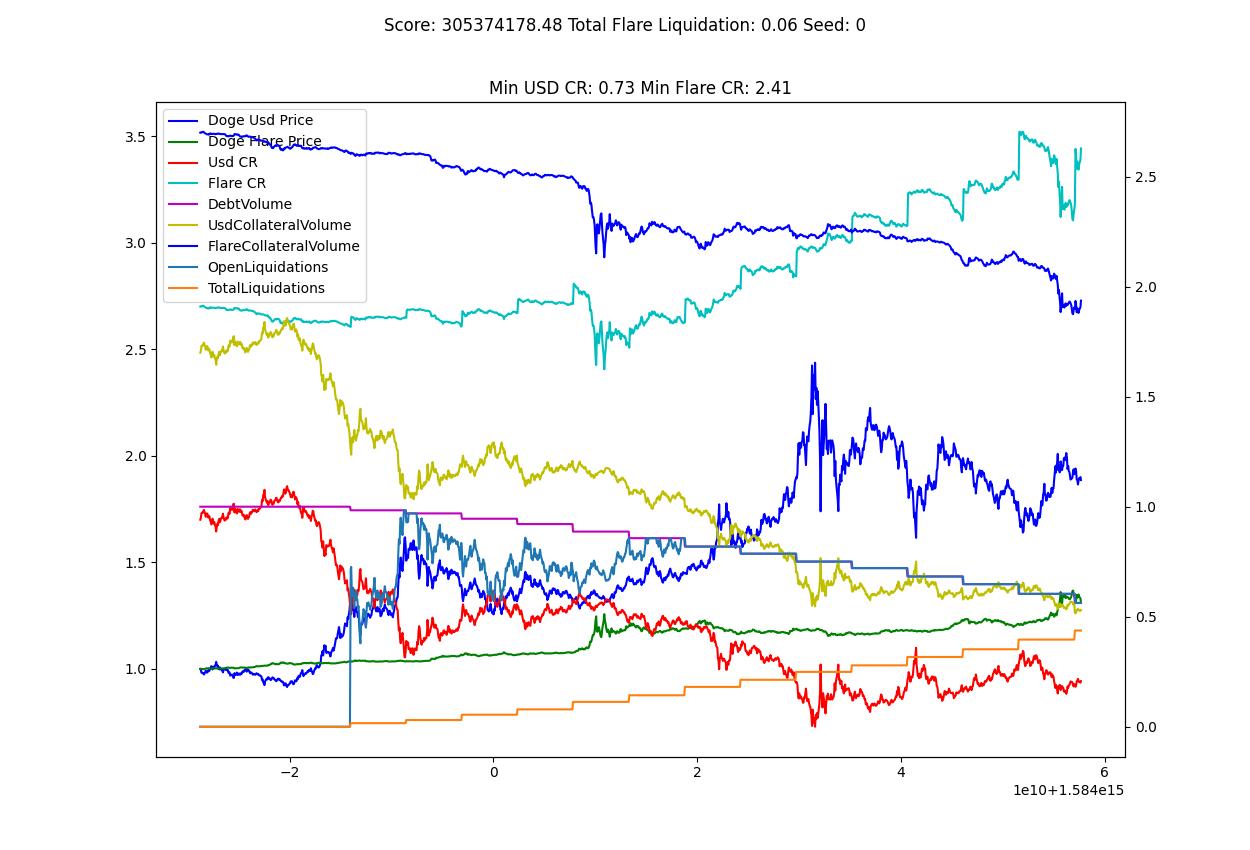 Score: 305374178.48 Total Flare Liquidation: 0.06 Seed: 0
Min USD CR: 0.73 Min Flare CR: 2.41
Doge Usd Price
Doge Flare Price
Usd CR
Flare CR
DebtVolume
UsdCollateralVolume
FlareCollateralVolume
OpenLiquidations
TotalLiquidations
3.5
3.0
2.5
2.0
1.5
1.0
2.5
2.0
1.5
1.0
0.5
0.0
−2
0
2
4
6
1e10+1.584e15